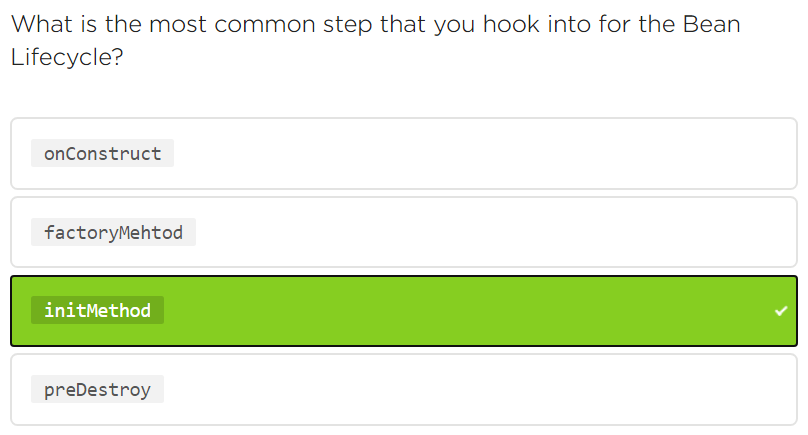 What is the most common step that you hook into for the Bean
Lifecycle?
onConstruct
factoryMehtod
initMethod
preDestroy